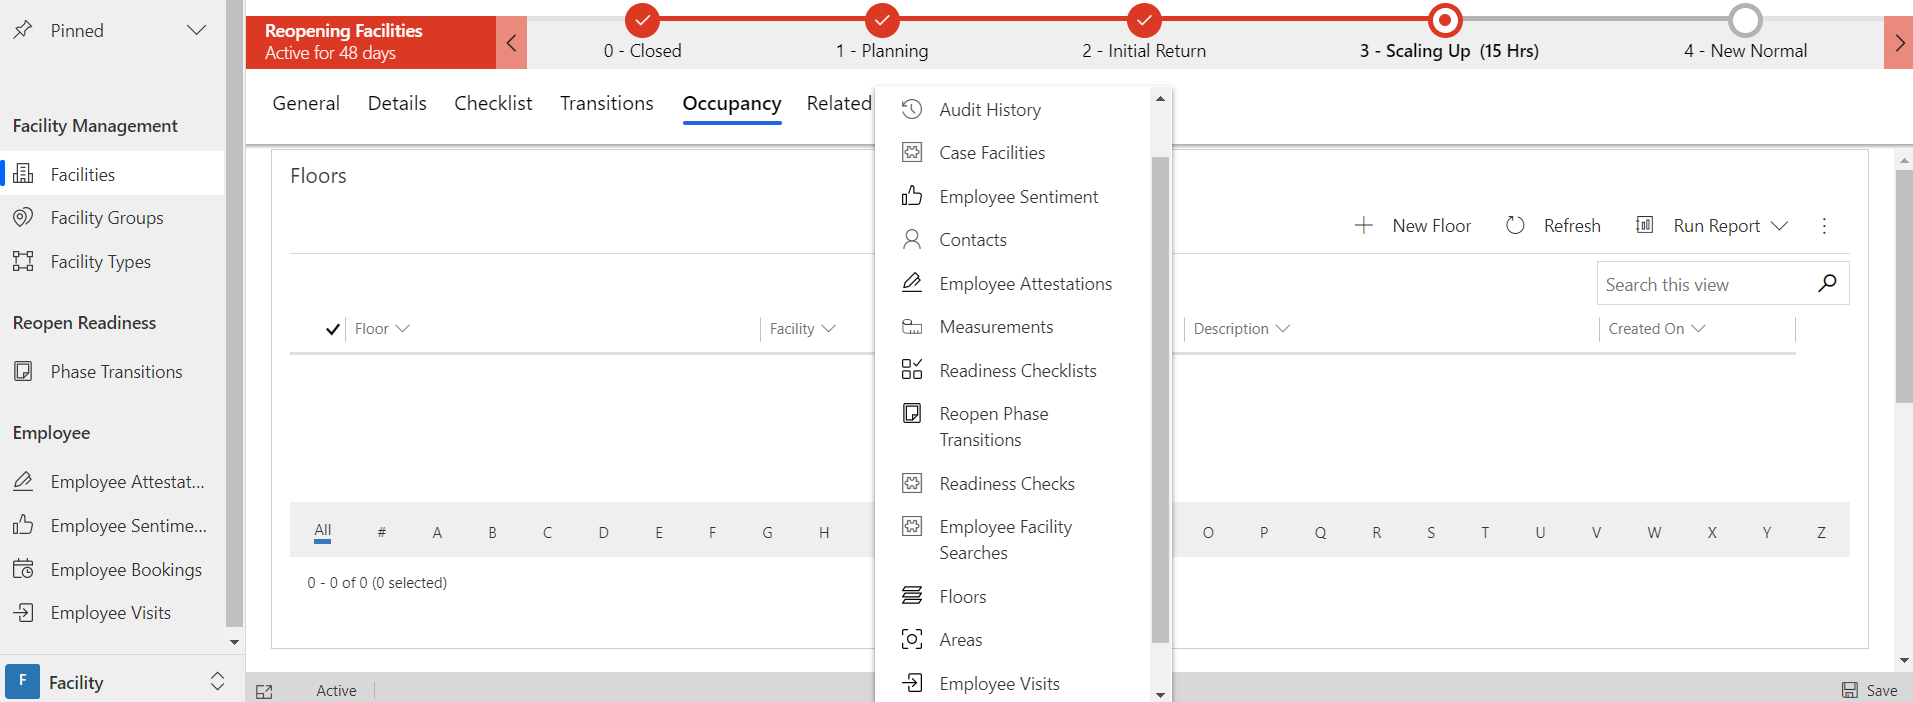 Pinned
Facility Management
Facilities
Facility Groups
Facility Types
Reopen Readiness
Phase Transitions
Employee
Employee Attestat...
Employee Sentime...
Employee Bookings
Employee Visits
F
Facility
Reopening Facilities
Active for 48 days
0 - Closed
1 - Planning
2 - Initial Return
3 - Scaling Up (15 Hrs)
4 - New Normal
General Details Checklist Transitions Occupancy Related
Audit History
Case Facilities
Employee Sentiment
Contacts
Employee Attestations
Measurements
Readiness Checklists
Reopen Phase
Transitions
Readiness Checks
Employee Facility
Searches
Floors
Areas
Employee Visits
Floors
New Floor Refresh Run Report
Search this view
Floor Facility Description Created On
All # A B C D E F G H O P Q R S T U V W X Y Z
0 - 0 of 0 (0 selected)
Active
Save